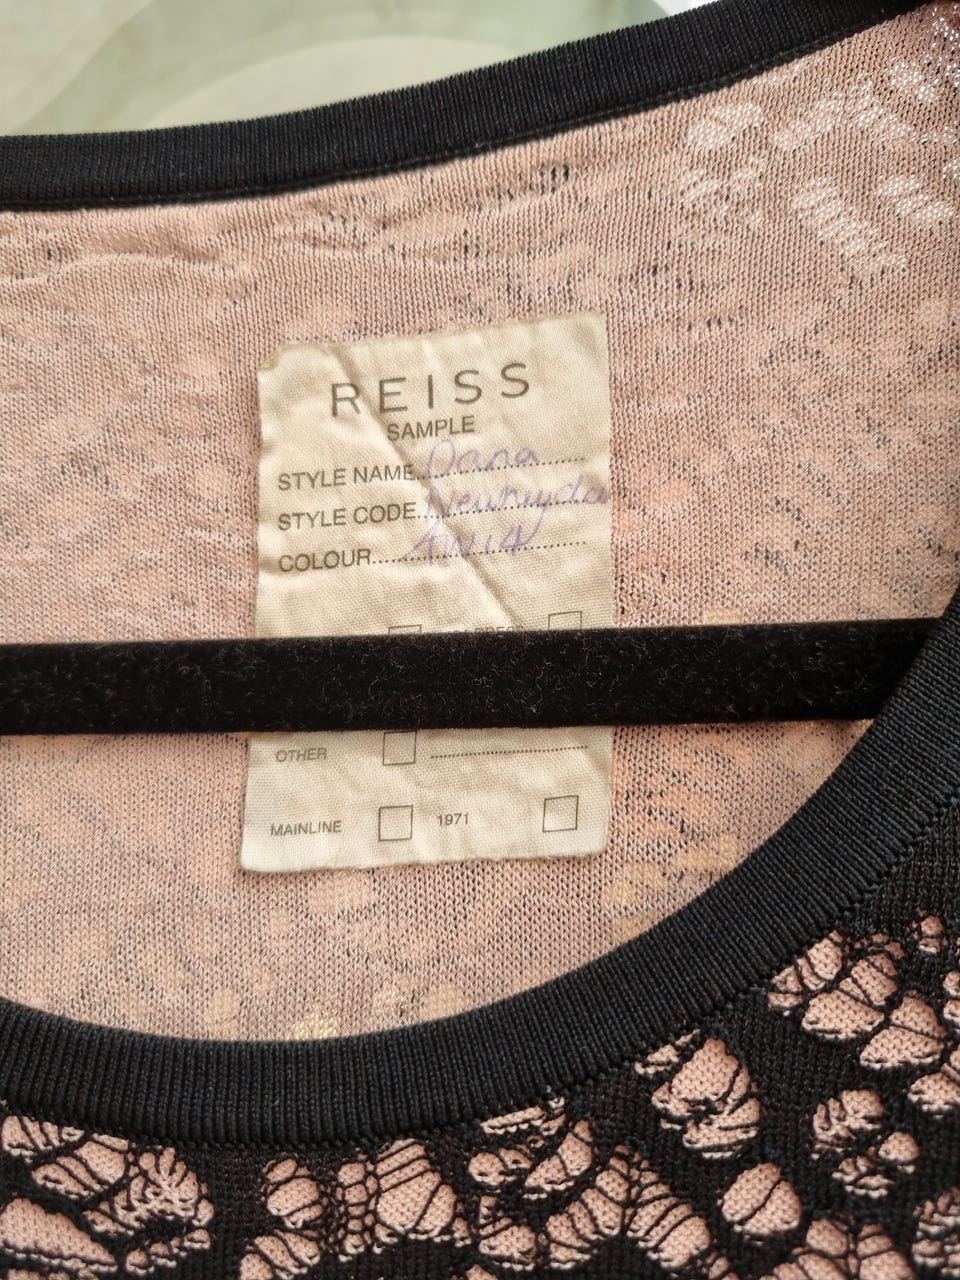 REISS
SAMPLE
STYLE NAME Dana
STYLE CODE
COLOUR AW14
OTHER
MAINLINE 1971